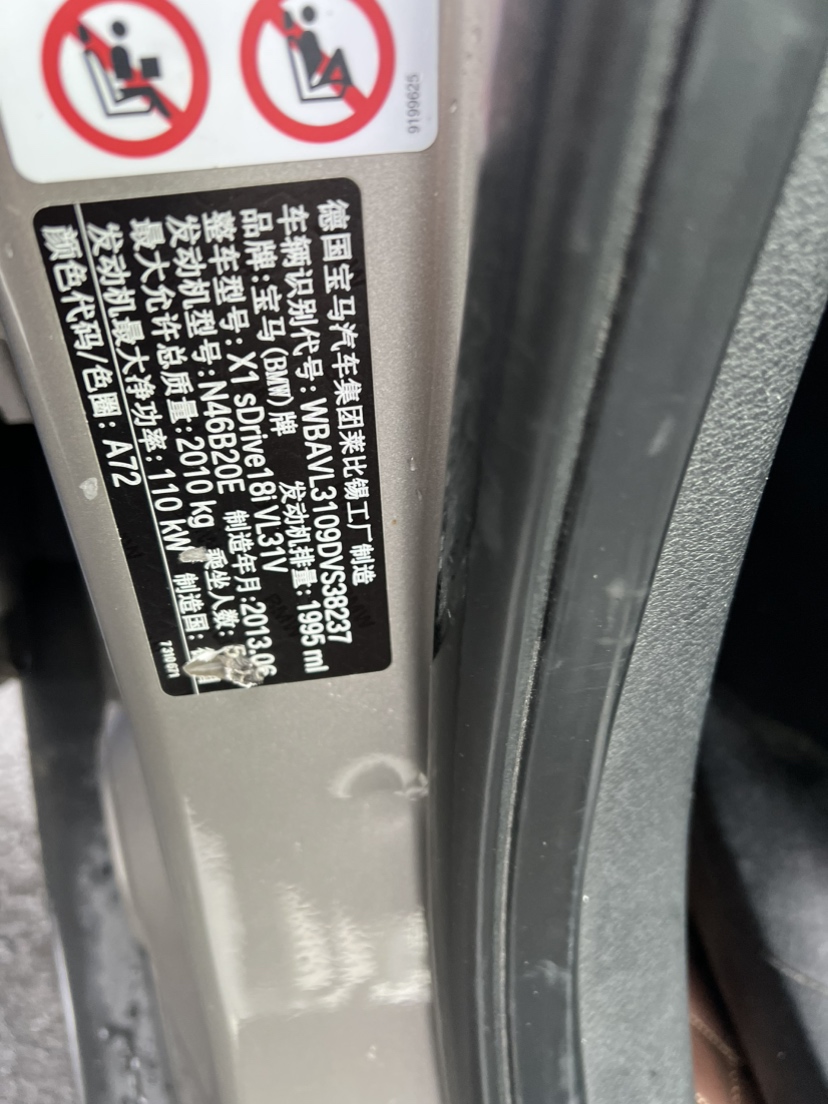 9199625
德国宝马汽车集团莱比锡工厂制造
车辆识别代号: WBAVL3109DVS38237
品牌: 宝马(BMW)牌 发动机排量: 1995 ml
整车型号: X1 sDrive18i VL31V
发动机型号: N46B20E 制造年月: 2013.06
最大允许总质量: 2010 kg 乘坐人数:
发动机最大净功率: 110 kW 制造国:
颜色代码/色圈: A72
7310671